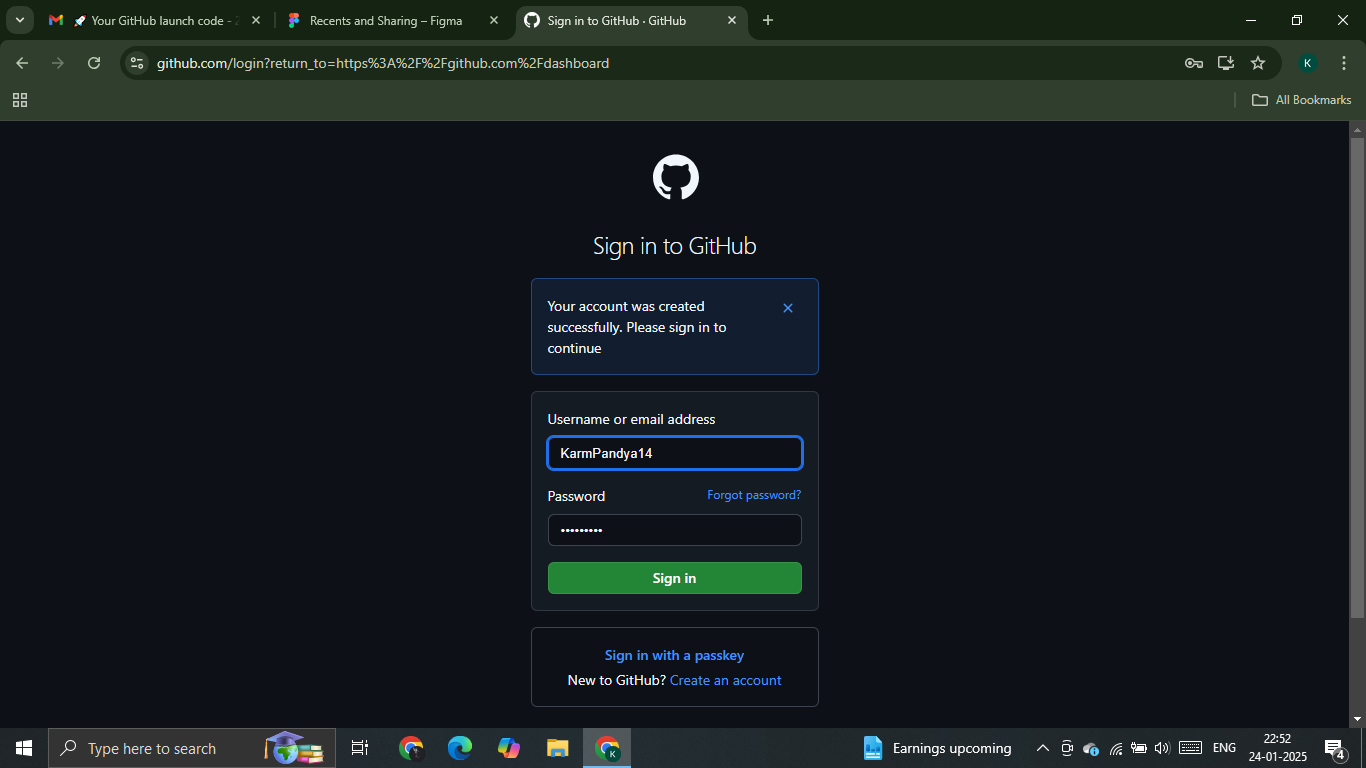 Your GitHub launch code -
Recents and Sharing – Figma
Sign in to GitHub · GitHub
github.com/login?return_to=https%3A%2F%2Fgithub.com%2Fdashboard
K
All Bookmarks
Sign in to GitHub
Your account was created
successfully. Please sign in to
continue
Username or email address
KarmPandya14
Password
Forgot password?
•••••••••
Sign in
Sign in with a passkey
New to GitHub? Create an account
Type here to search
K
Earnings upcoming
ENG
22:52
24-01-2025
4